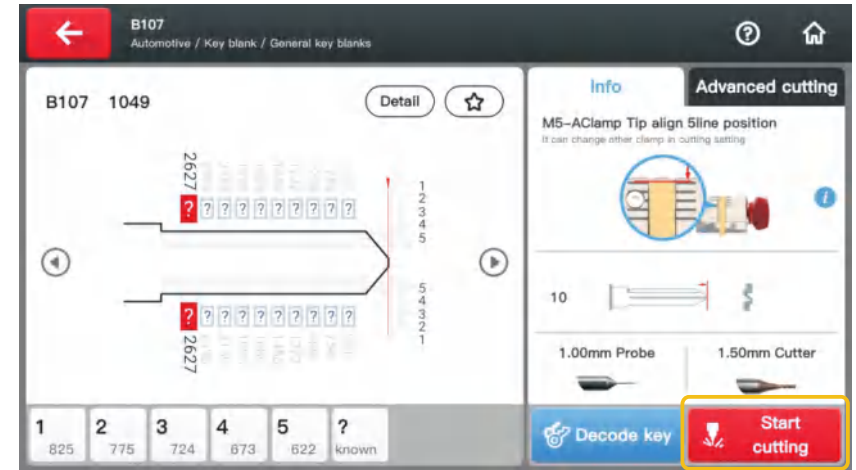 B107
Automotive / Key blank / General key blanks
B107 1049
Detail
2627
? ? ? ? ? ? ? ? ? ?
1
2
3
4
5
5
4
3
2
1
? ? ? ? ? ? ? ? ? ?
2627
1 825
2 775
3 724
4 673
5 622
? known
Info
Advanced cutting
M5-AClamp Tip align 5line position
It can change other clamp in cutting setting
10
1.00mm Probe
1.50mm Cutter
Decode key
Start
cutting